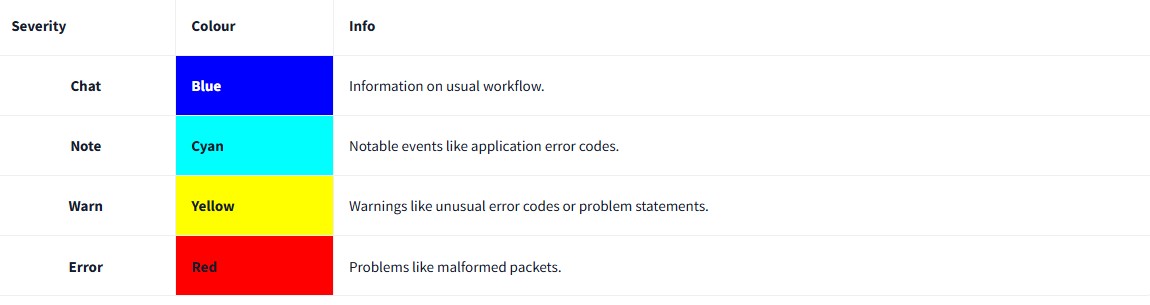 Severity Colour Info
Chat Blue Information on usual workflow.
Note Cyan Notable events like application error codes.
Warn Yellow Warnings like unusual error codes or problem statements.
Error Red Problems like malformed packets.